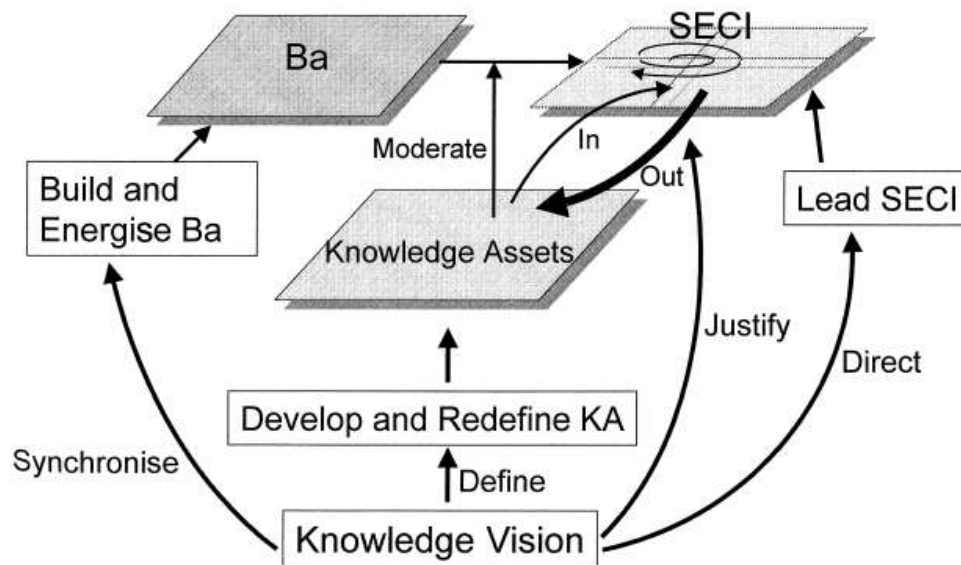 SECI
Ba
Moderate
In
Out
Build and
Energise Ba
Lead SECI
Knowledge Assets
Justify
Direct
Develop and Redefine KA
Synchronise
Define
Knowledge Vision